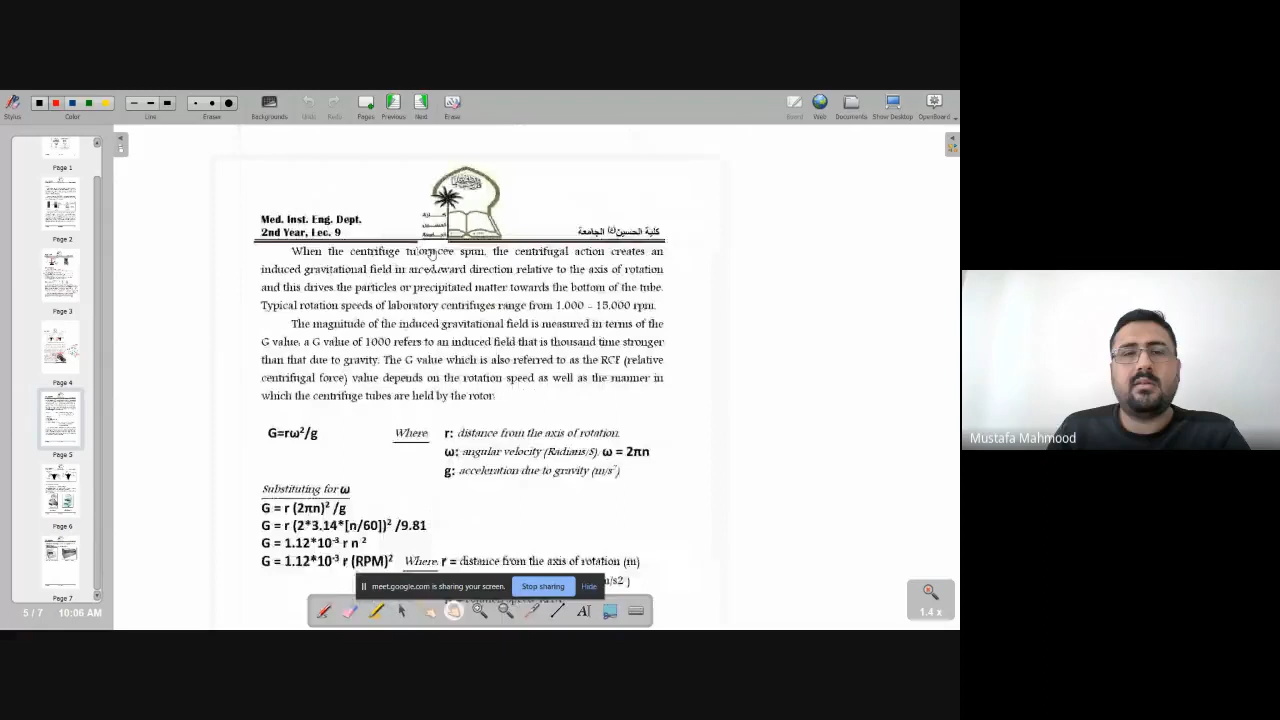 Stylus
Color
Line
Eraser
Backgrounds
Undo
Redo
Pages
Previous
Next
Erase
Board
Web
Documents
Show Desktop
OpenBoard
Page 1
Page 2
Page 3
Page 4
Page 5
Page 6
Page 7
5 / 7 10:06 AM
Med. Inst. Eng. Dept.
2nd Year, Lec. 9
كلية الحسين(ع) الجامعة
كلية
الحسين
الجامعة
When the centrifuge spun, the centrifugal action creates an
induced gravitational field in direction relative to the axis of rotation
and this drives the particles or precipitated matter towards the bottom of the tube.
Typical rotation speeds of laboratory centrifuges range from 1.000 – 15.000 rpm.
The magnitude of the induced gravitational field is measured in terms of the
G value, a G value of 1000 refers to an induced field that is thousand time stronger
than that due to gravity. The G value which is also referred to as the RCF (relative
centrifugal force) value depends on the rotation speed as well as the manner in
which the centrifuge tubes are held by the rotor:
G=rω²/g Where r: distance from the axis of rotation.
ω: angular velocity (Radians/S), ω = 2πn
g: acceleration due to gravity (m/s²)
Substituting for ω
G = r (2πn)² /g
G = r (2*3.14*[n/60])² /9.81
G = 1.12*10⁻³ r n ²
G = 1.12*10⁻³ r (RPM)² Where, r = distance from the axis of rotation (m)
m/s2 )
meet.google.com is sharing your screen. Stop sharing Hide
1.4 x
Mustafa Mahmood